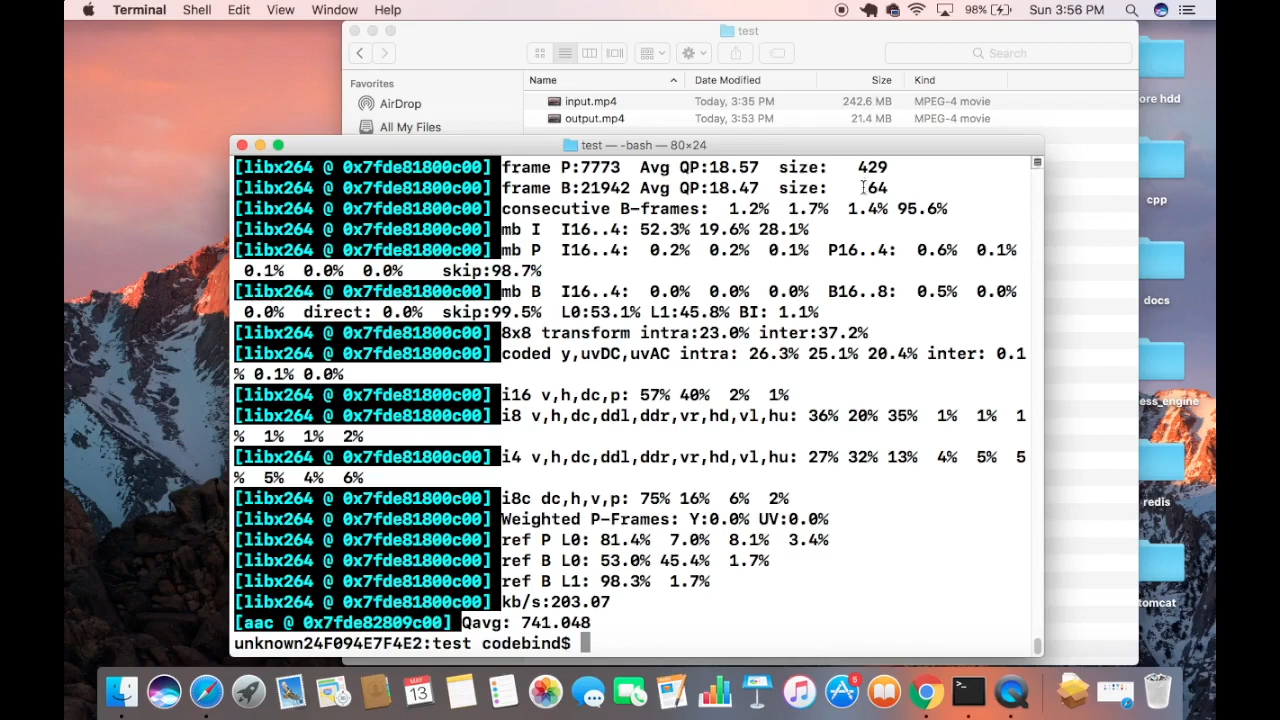 Terminal Shell Edit View Window Help 98% Sun 3:56 PM
test
Search
Favorites
Name Date Modified Size Kind
AirDrop
input.mp4 Today, 3:35 PM 242.6 MB MPEG-4 movie
All My Files
output.mp4 Today, 3:53 PM 21.4 MB MPEG-4 movie
ore hdd
cpp
docs
ess_engine
redis
tomcat
test — -bash — 80×24
[libx264 @ 0x7fde81800c00] frame P:7773 Avg QP:18.57 size: 429
[libx264 @ 0x7fde81800c00] frame B:21942 Avg QP:18.47 size: 64
[libx264 @ 0x7fde81800c00] consecutive B-frames: 1.2% 1.7% 1.4% 95.6%
[libx264 @ 0x7fde81800c00] mb I I16..4: 52.3% 19.6% 28.1%
[libx264 @ 0x7fde81800c00] mb P I16..4: 0.2% 0.2% 0.1% P16..4: 0.6% 0.1%
0.1% 0.0% 0.0% skip:98.7%
[libx264 @ 0x7fde81800c00] mb B I16..4: 0.0% 0.0% 0.0% B16..8: 0.5% 0.0%
0.0% direct: 0.0% skip:99.5% L0:53.1% L1:45.8% BI: 1.1%
[libx264 @ 0x7fde81800c00] 8x8 transform intra:23.0% inter:37.2%
[libx264 @ 0x7fde81800c00] coded y,uvDC,uvAC intra: 26.3% 25.1% 20.4% inter: 0.1
% 0.1% 0.0%
[libx264 @ 0x7fde81800c00] i16 v,h,dc,p: 57% 40% 2% 1%
[libx264 @ 0x7fde81800c00] i8 v,h,dc,ddl,ddr,vr,hd,vl,hu: 36% 20% 35% 1% 1% 1
% 1% 1% 2%
[libx264 @ 0x7fde81800c00] i4 v,h,dc,ddl,ddr,vr,hd,vl,hu: 27% 32% 13% 4% 5% 5
% 5% 4% 6%
[libx264 @ 0x7fde81800c00] i8c dc,h,v,p: 75% 16% 6% 2%
[libx264 @ 0x7fde81800c00] Weighted P-Frames: Y:0.0% UV:0.0%
[libx264 @ 0x7fde81800c00] ref P L0: 81.4% 7.0% 8.1% 3.4%
[libx264 @ 0x7fde81800c00] ref B L0: 53.0% 45.4% 1.7%
[libx264 @ 0x7fde81800c00] ref B L1: 98.3% 1.7%
[libx264 @ 0x7fde81800c00] kb/s:203.07
[aac @ 0x7fde82809c00] Qavg: 741.048
unknown24F094E7F4E2:test codebind$
MAY
13
5